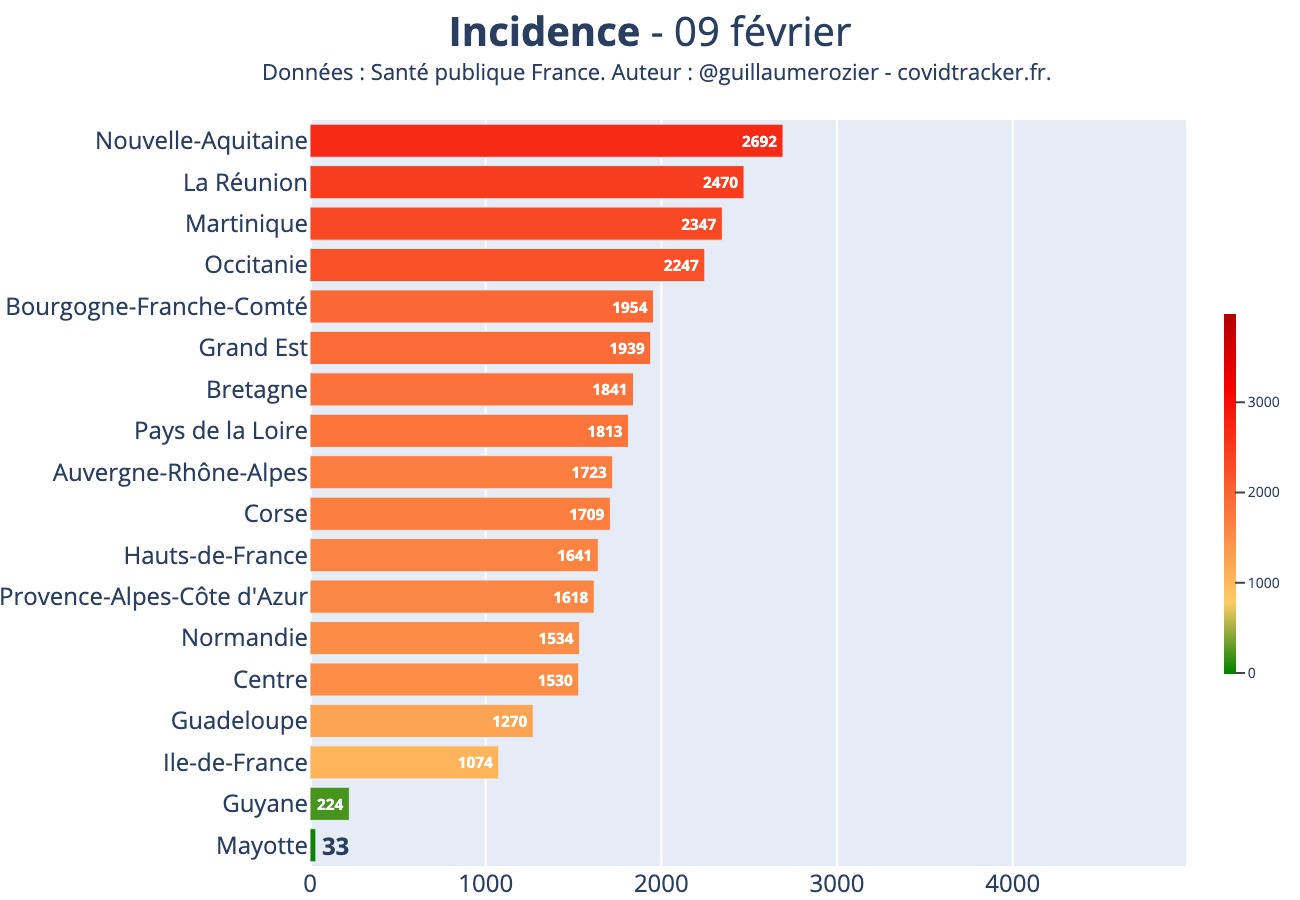 Incidence - 09 février
Données : Santé publique France. Auteur : @guillaumerozier - covidtracker.fr.
Nouvelle-Aquitaine 2692
La Réunion 2470
Martinique 2347
Occitanie 2247
Bourgogne-Franche-Comté 1954
Grand Est 1939
Bretagne 1841
Pays de la Loire 1813
Auvergne-Rhône-Alpes 1723
Corse 1709
Hauts-de-France 1641
Provence-Alpes-Côte d'Azur 1618
Normandie 1534
Centre 1530
Guadeloupe 1270
Ile-de-France 1074
Guyane 224
Mayotte 33
0 1000 2000 3000 4000
3000
2000
1000
0